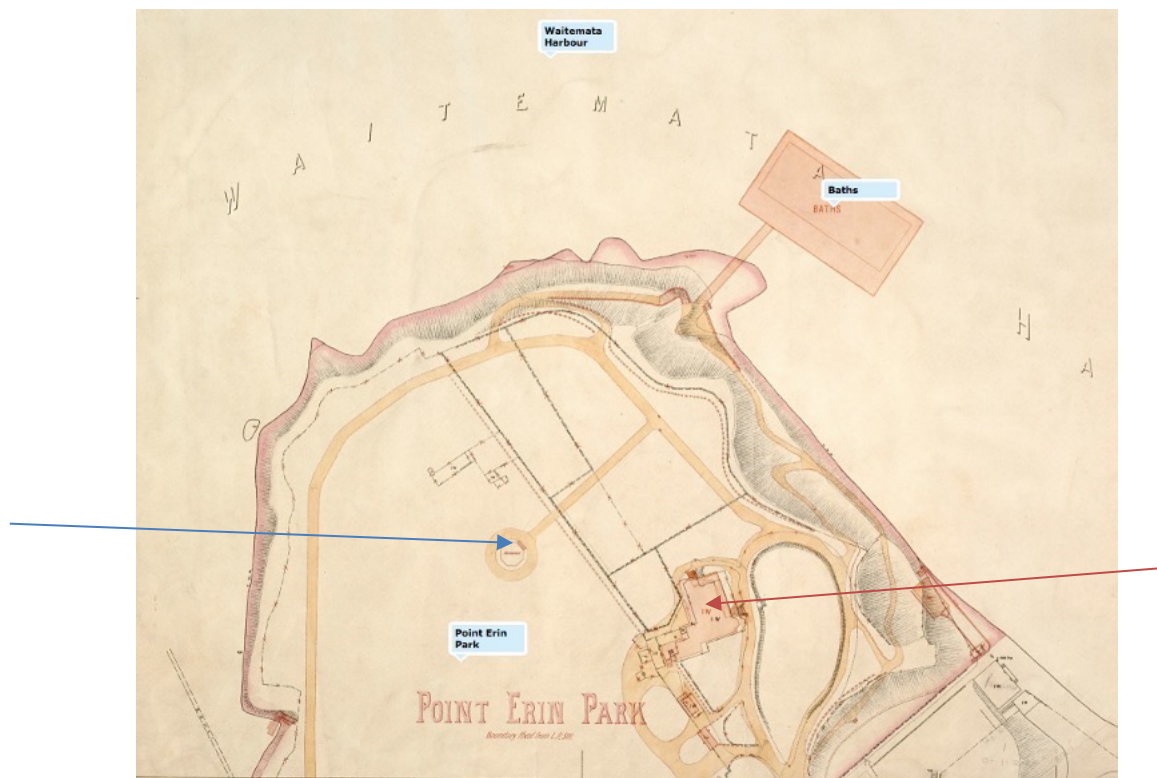 Waitemata
Harbour
W A I T E M A T A
H A
Baths
BATHS
Point Erin
Park
POINT ERIN PARK